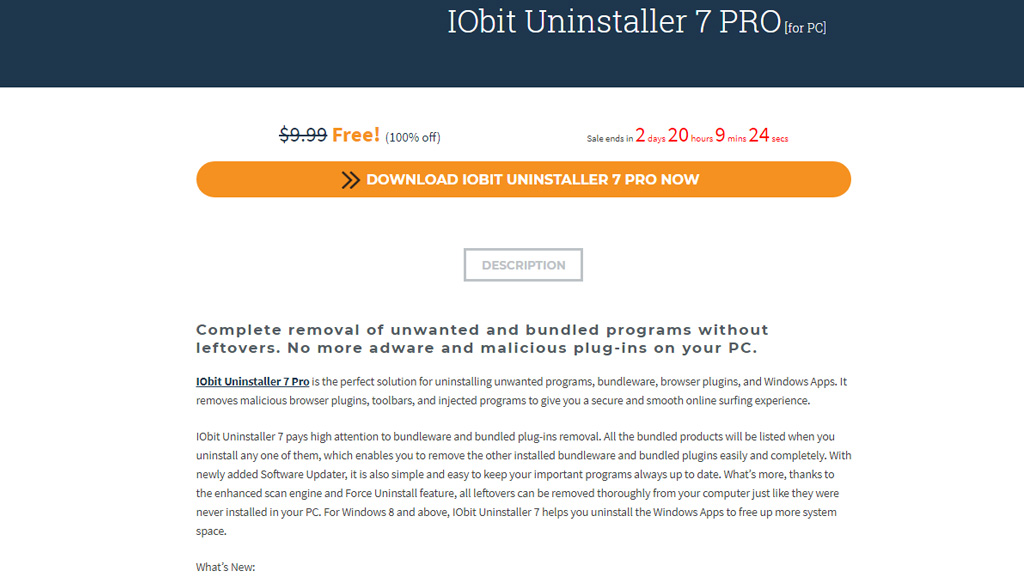 IObit Uninstaller 7 PRO [for PC]
$9.99 Free! (100% off)
Sale ends in 2 days 20 hours 9 mins 24 secs
DOWNLOAD IOBIT UNINSTALLER 7 PRO NOW
DESCRIPTION
Complete removal of unwanted and bundled programs without
leftovers. No more adware and malicious plug-ins on your PC.
IObit Uninstaller 7 Pro is the perfect solution for uninstalling unwanted programs, bundleware, browser plugins, and Windows Apps. It
removes malicious browser plugins, toolbars, and injected programs to give you a secure and smooth online surfing experience.
IObit Uninstaller 7 pays high attention to bundleware and bundled plug-ins removal. All the bundled products will be listed when you
uninstall any one of them, which enables you to remove the other installed bundleware and bundled plugins easily and completely. With
newly added Software Updater, it is also simple and easy to keep your important programs always up to date. What’s more, thanks to
the enhanced scan engine and Force Uninstall feature, all leftovers can be removed thoroughly from your computer just like they were
never installed in your PC. For Windows 8 and above, IObit Uninstaller 7 helps you uninstall the Windows Apps to free up more system
space.
What’s New: